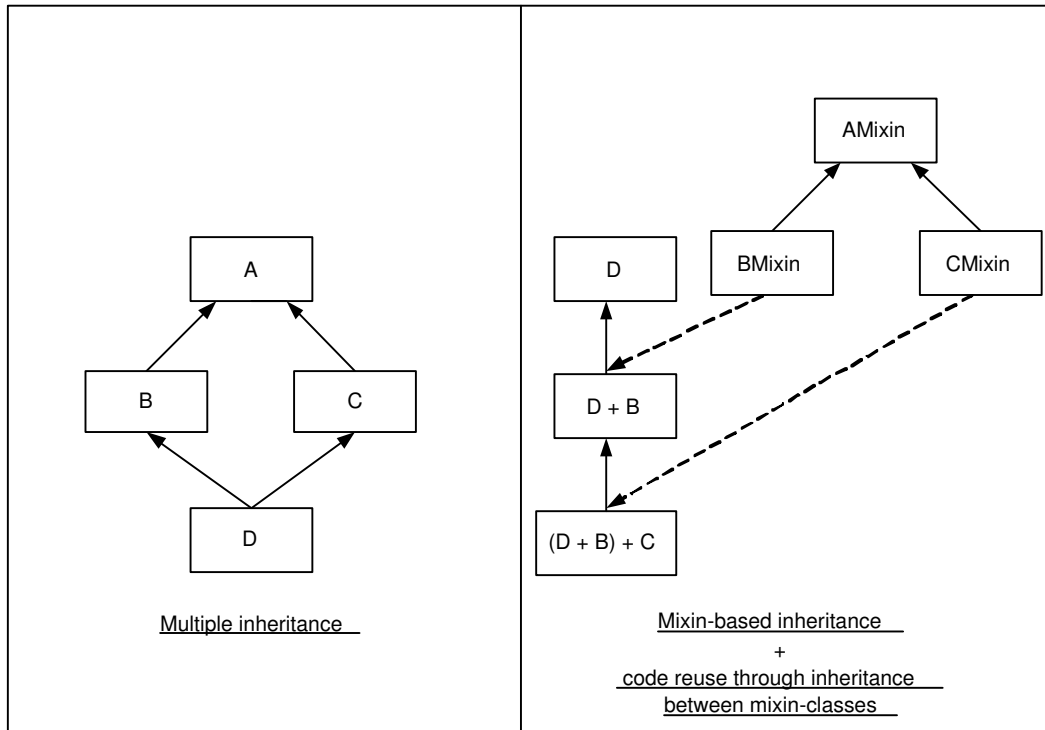 A
B
C
D
Multiple inheritance
AMixin
D
BMixin
CMixin
D + B
(D + B) + C
Mixin-based inheritance
+
code reuse through inheritance
between mixin-classes